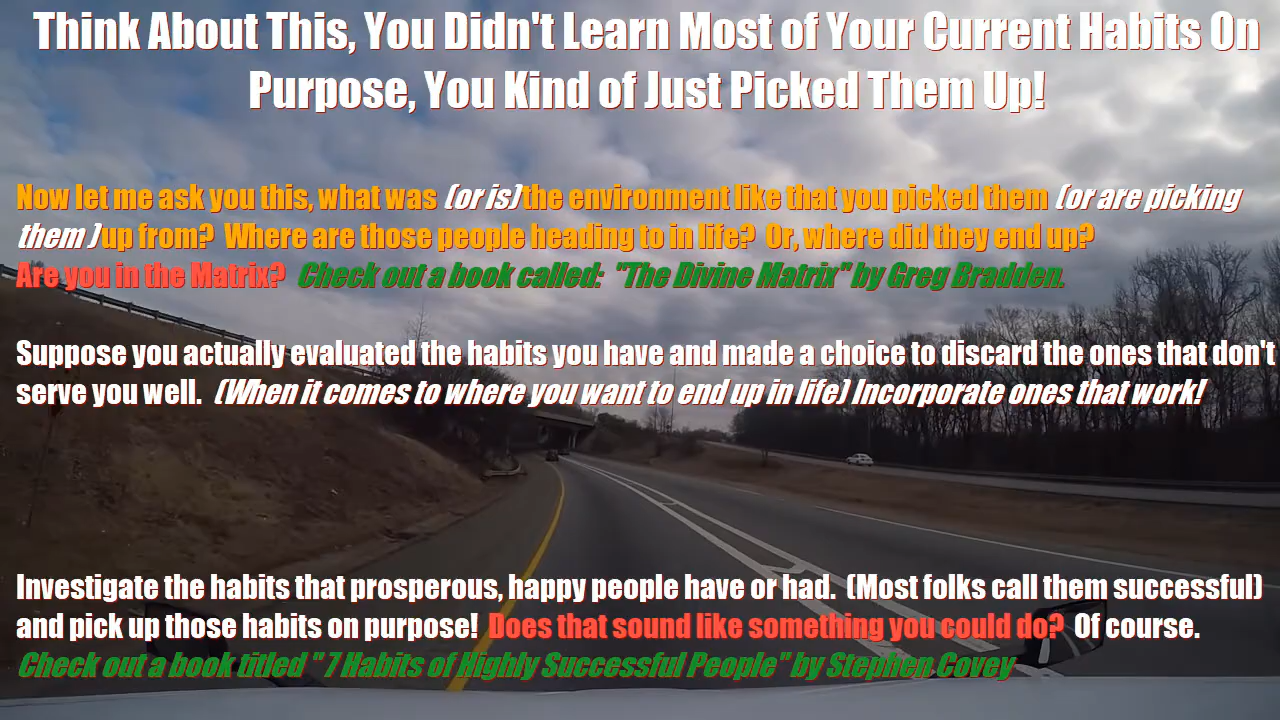 Think About This, You Didn't Learn Most of Your Current Habits On
Purpose, You Kind of Just Picked Them Up!
Now let me ask you this, what was (or is) the environment like that you picked them (or are picking
them ) up from? Where are those people heading to in life? Or, where did they end up?
Are you in the Matrix? Check out a book called: "The Divine Matrix" by Greg Bradden.
Suppose you actually evaluated the habits you have and made a choice to discard the ones that don't
serve you well. (When it comes to where you want to end up in life) Incorporate ones that work!
Investigate the habits that prosperous, happy people have or had. (Most folks call them successful)
and pick up those habits on purpose! Does that sound like something you could do? Of course.
Check out a book titled " 7 Habits of Highly Successful People" by Stephen Covey